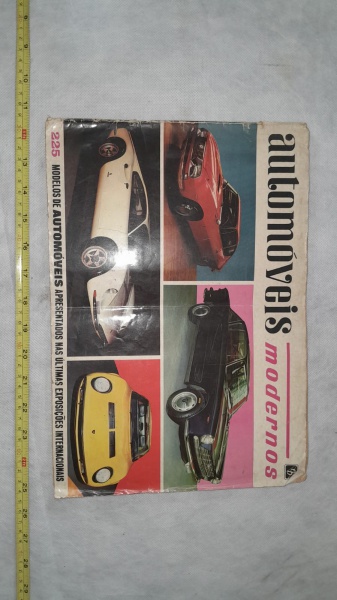 automóveis
modernos
225 MODELOS DE AUTOMÓVEIS APRESENTADOS NAS ÚLTIMAS EXPOSIÇÕES INTERNACIONAIS